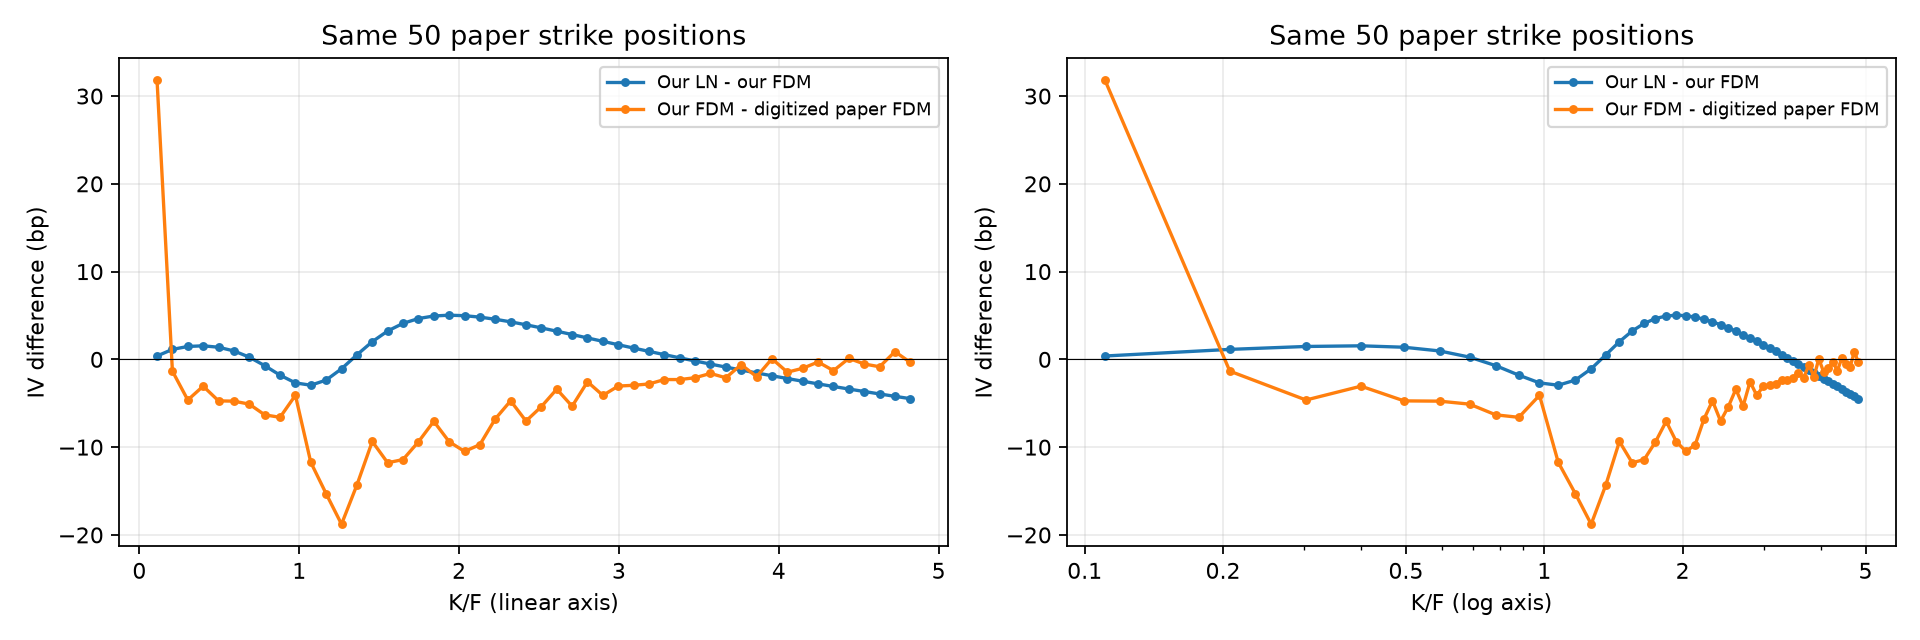 Same 50 paper strike positions
Our LN - our FDM
Our FDM - digitized paper FDM
IV difference (bp)
30
20
10
0
−10
−20
0
1
2
3
4
5
K/F (linear axis)
Same 50 paper strike positions
Our LN - our FDM
Our FDM - digitized paper FDM
IV difference (bp)
30
20
10
0
−10
−20
0.1
0.2
0.5
1
2
5
K/F (log axis)